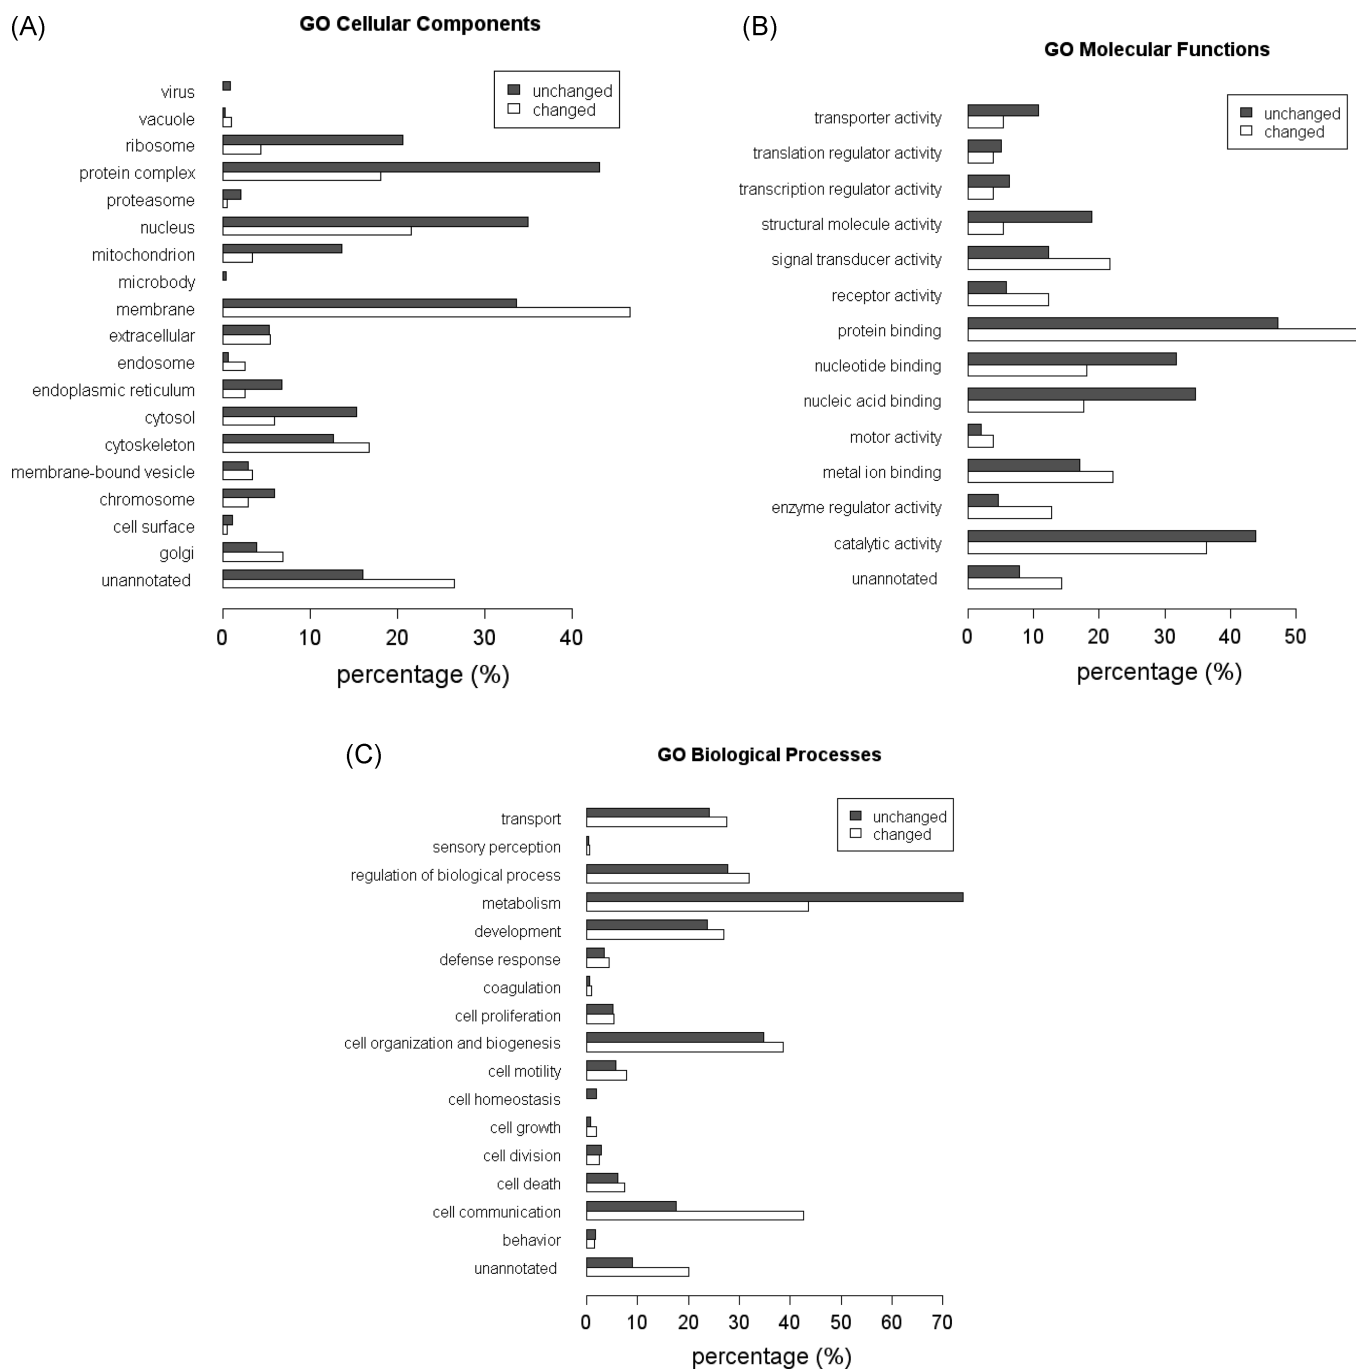 (A)
GO Cellular Components
unchanged
changed
virus
vacuole
ribosome
protein complex
proteasome
nucleus
mitochondrion
microbody
membrane
extracellular
endosome
endoplasmic reticulum
cytosol
cytoskeleton
membrane-bound vesicle
chromosome
cell surface
golgi
unannotated
0 10 20 30 40
percentage (%)
(B)
GO Molecular Functions
unchanged
changed
transporter activity
translation regulator activity
transcription regulator activity
structural molecule activity
signal transducer activity
receptor activity
protein binding
nucleotide binding
nucleic acid binding
motor activity
metal ion binding
enzyme regulator activity
catalytic activity
unannotated
0 10 20 30 40 50
percentage (%)
(C)
GO Biological Processes
unchanged
changed
transport
sensory perception
regulation of biological process
metabolism
development
defense response
coagulation
cell proliferation
cell organization and biogenesis
cell motility
cell homeostasis
cell growth
cell division
cell death
cell communication
behavior
unannotated
0 10 20 30 40 50 60 70
percentage (%)